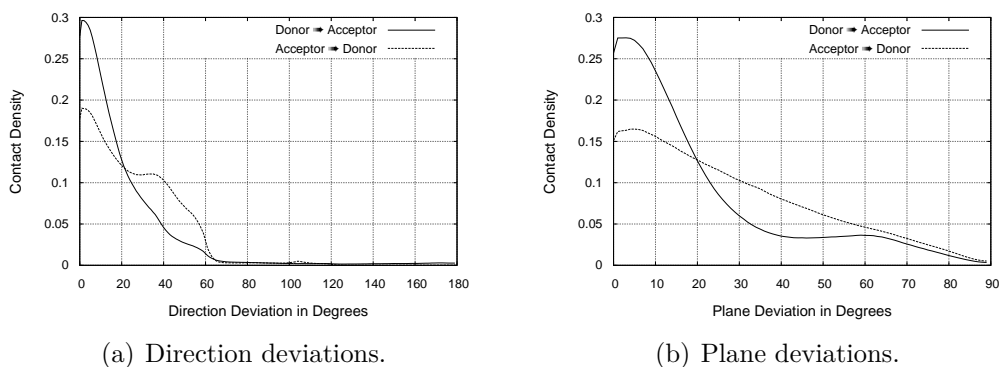 0.3
0.25
0.2
0.15
0.1
0.05
0
Contact Density
Donor ➠ Acceptor
Acceptor ➠ Donor
0 20 40 60 80 100 120 140 160 180
Direction Deviation in Degrees
(a) Direction deviations.
0.3
0.25
0.2
0.15
0.1
0.05
0
Contact Density
Donor ➠ Acceptor
Acceptor ➠ Donor
0 10 20 30 40 50 60 70 80 90
Plane Deviation in Degrees
(b) Plane deviations.